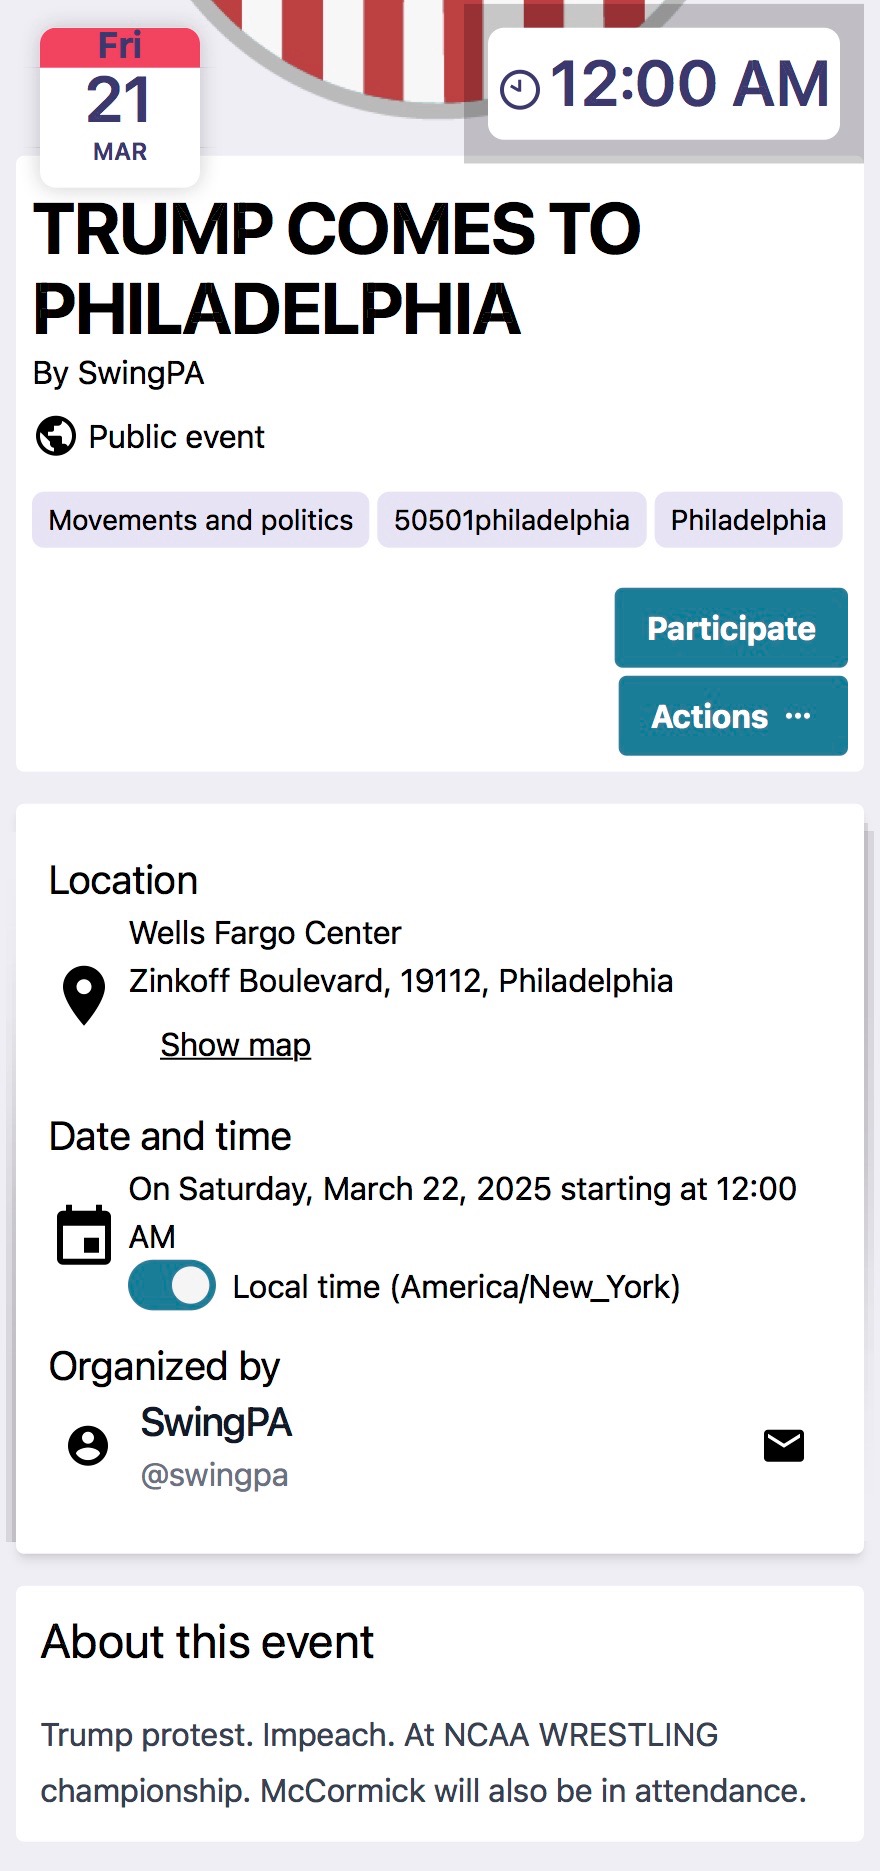 Fri
21
MAR
12:00 AM
TRUMP COMES TO
PHILADELPHIA
By SwingPA
Public event
Movements and politics 50501philadelphia Philadelphia
Participate
Actions ···
Location
Wells Fargo Center
Zinkoff Boulevard, 19112, Philadelphia
Show map
Date and time
On Saturday, March 22, 2025 starting at 12:00
AM
Local time (America/New_York)
Organized by
SwingPA
@swingpa
About this event
Trump protest. Impeach. At NCAA WRESTLING
championship. McCormick will also be in attendance.